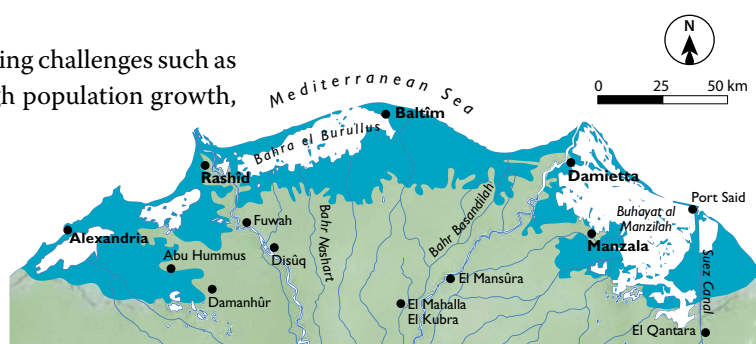 ing challenges such as
gh population growth,
N
0 25 50 km
Mediterranean Sea
Baltîm
Bahra el Burullus
Rashîd
Damietta
Port Said
Alexandria
Fuwah
Bahr Nashart
Bahr Basandilah
Buhayat al
Manzilah
Manzala
Suez Canal
Abu Hummus
Disûq
Damanhûr
El Mansûra
El Mahalla
El Kubra
El Qantara